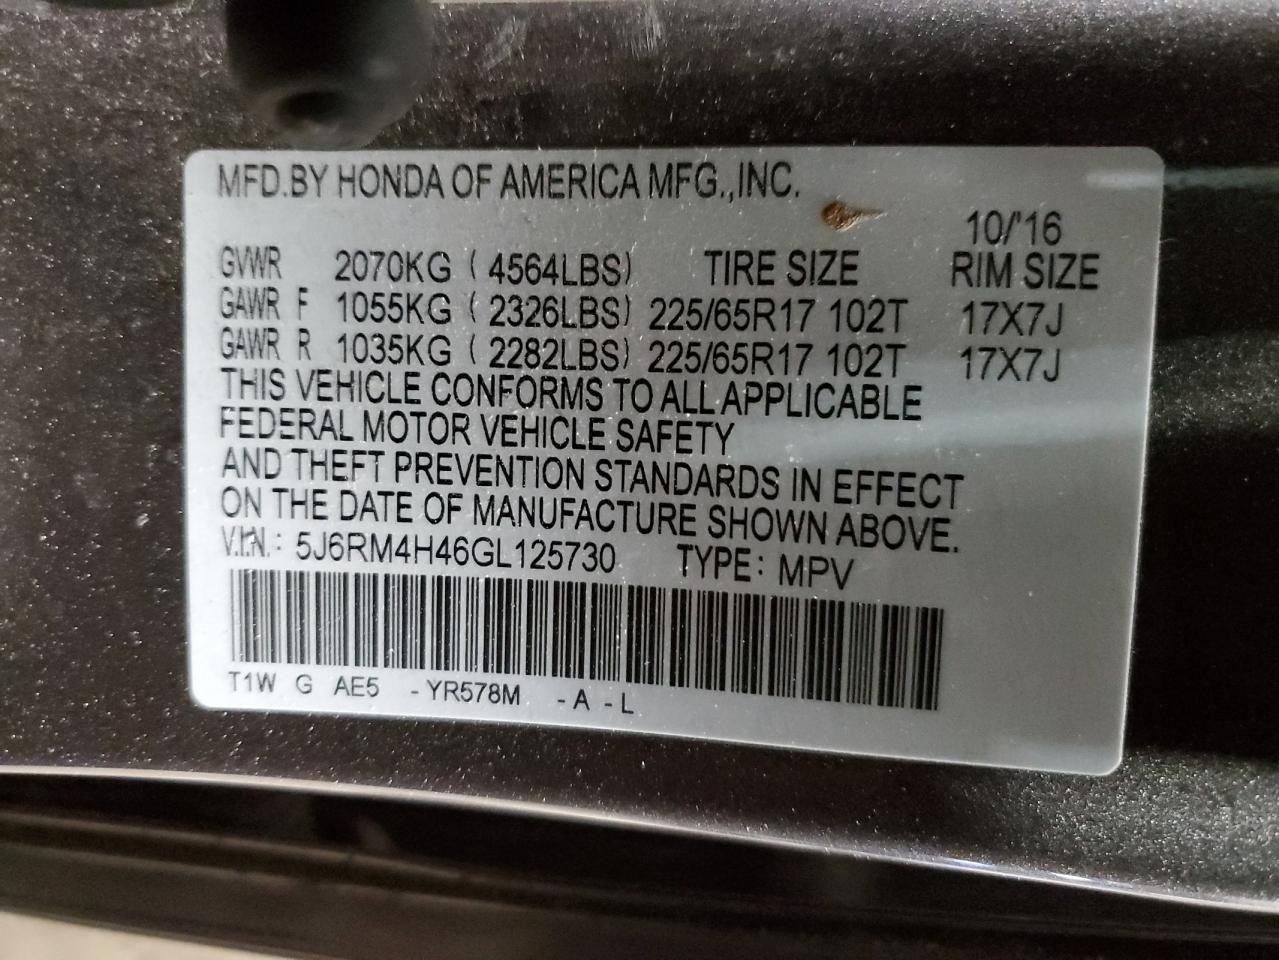 MFD.BY HONDA OF AMERICA MFG.,INC.
10/'16
GVWR 2070KG ( 4564LBS) TIRE SIZE RIM SIZE
GAWR F 1055KG ( 2326LBS) 225/65R17 102T 17X7J
GAWR R 1035KG ( 2282LBS) 225/65R17 102T 17X7J
THIS VEHICLE CONFORMS TO ALL APPLICABLE
FEDERAL MOTOR VEHICLE SAFETY
AND THEFT PREVENTION STANDARDS IN EFFECT
ON THE DATE OF MANUFACTURE SHOWN ABOVE.
V.I.N.: 5J6RM4H46GL125730 TYPE: MPV
T1W G AE5 -YR578M -A -L